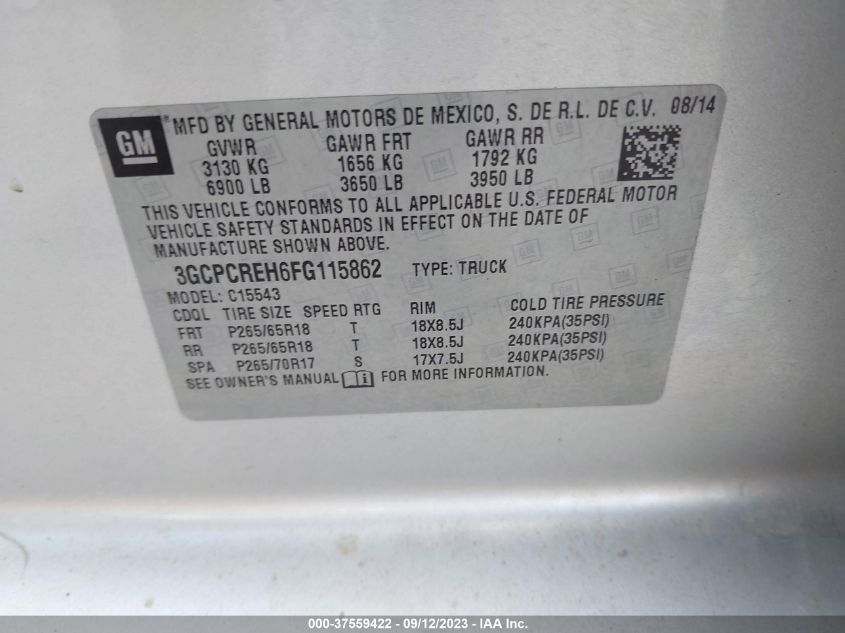 GM ® MFD BY GENERAL MOTORS DE MEXICO, S. DE R.L. DE C.V. 08/14
GVWR GAWR FRT GAWR RR
3130 KG 1656 KG 1792 KG
6900 LB 3650 LB 3950 LB
THIS VEHICLE CONFORMS TO ALL APPLICABLE U.S. FEDERAL MOTOR
VEHICLE SAFETY STANDARDS IN EFFECT ON THE DATE OF
MANUFACTURE SHOWN ABOVE.
3GCPCREH6FG115862 TYPE: TRUCK
MODEL: C15543
CDOL TIRE SIZE SPEED RTG RIM COLD TIRE PRESSURE
FRT P265/65R18 T 18X8.5J 240KPA(35PSI)
RR P265/65R18 T 18X8.5J 240KPA(35PSI)
SPA P265/70R17 S 17X7.5J 240KPA(35PSI)
SEE OWNER'S MANUAL i FOR MORE INFORMATION.
000-37559422 - 09/12/2023 - IAA Inc.